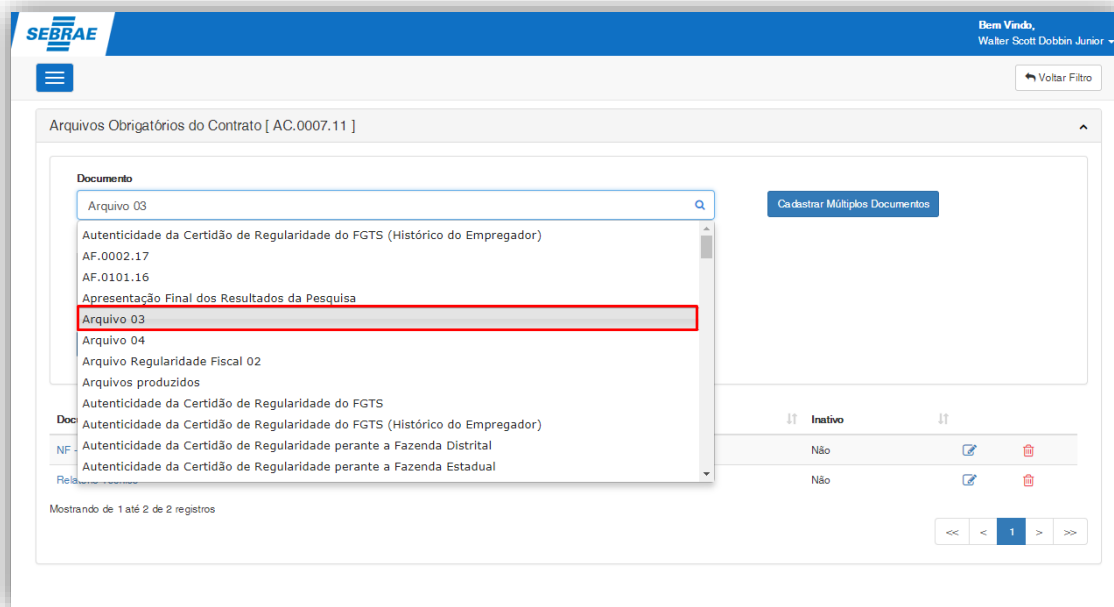 SEBRAE
Bem Vindo,
Walter Scott Dobbin Junior
Voltar Filtro
Arquivos Obrigatórios do Contrato [ AC.0007.11 ]
Documento
Arquivo 03
Cadastrar Múltiplos Documentos
Autenticidade da Certidão de Regularidade do FGTS (Histórico do Empregador)
AF.0002.17
AF.0101.16
Apresentação Final dos Resultados da Pesquisa
Arquivo 03
Arquivo 04
Arquivo Regularidade Fiscal 02
Arquivos produzidos
Autenticidade da Certidão de Regularidade do FGTS
Autenticidade da Certidão de Regularidade do FGTS (Histórico do Empregador)
Autenticidade da Certidão de Regularidade perante a Fazenda Distrital
Autenticidade da Certidão de Regularidade perante a Fazenda Estadual
Inativo
NF -
Não
Não
Mostrando de 1 até 2 de 2 registros
<< < 1 > >>